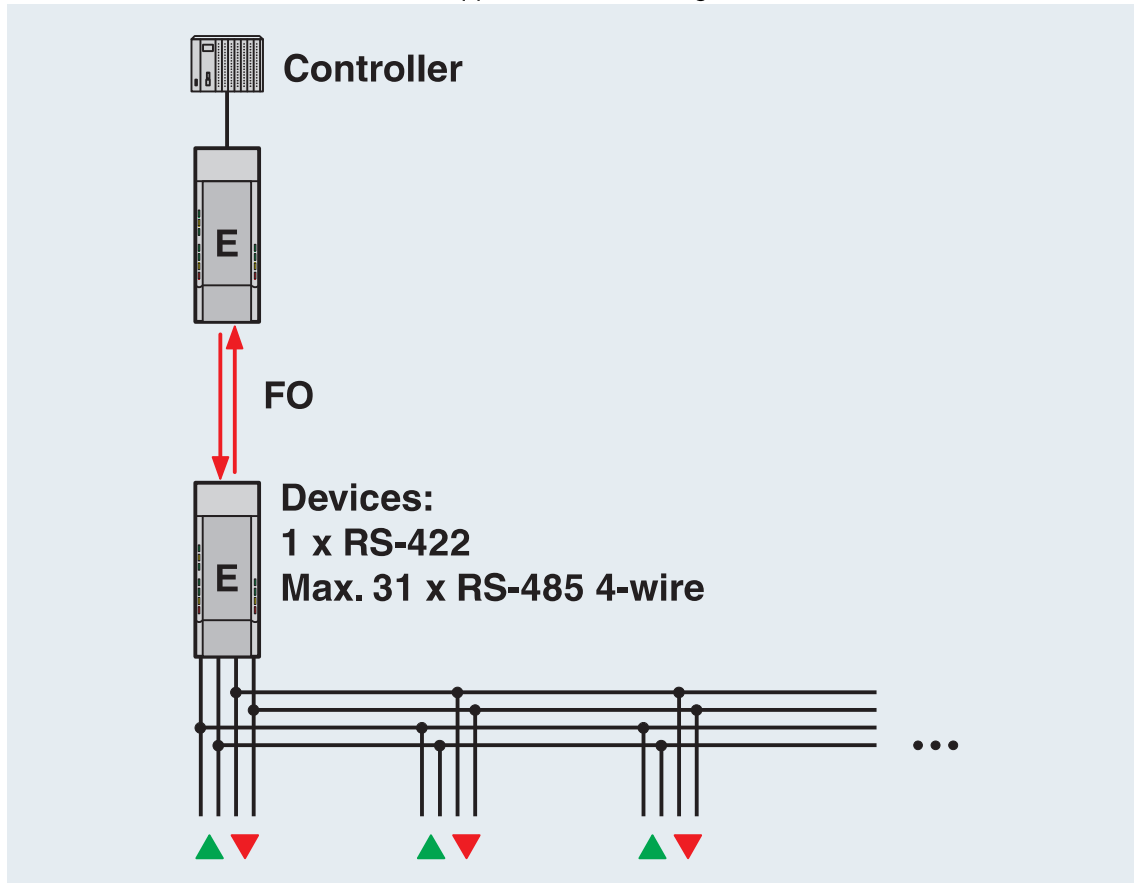 Controller
E
FO
Devices:
1 x RS-422
Max. 31 x RS-485 4-wire
E
...